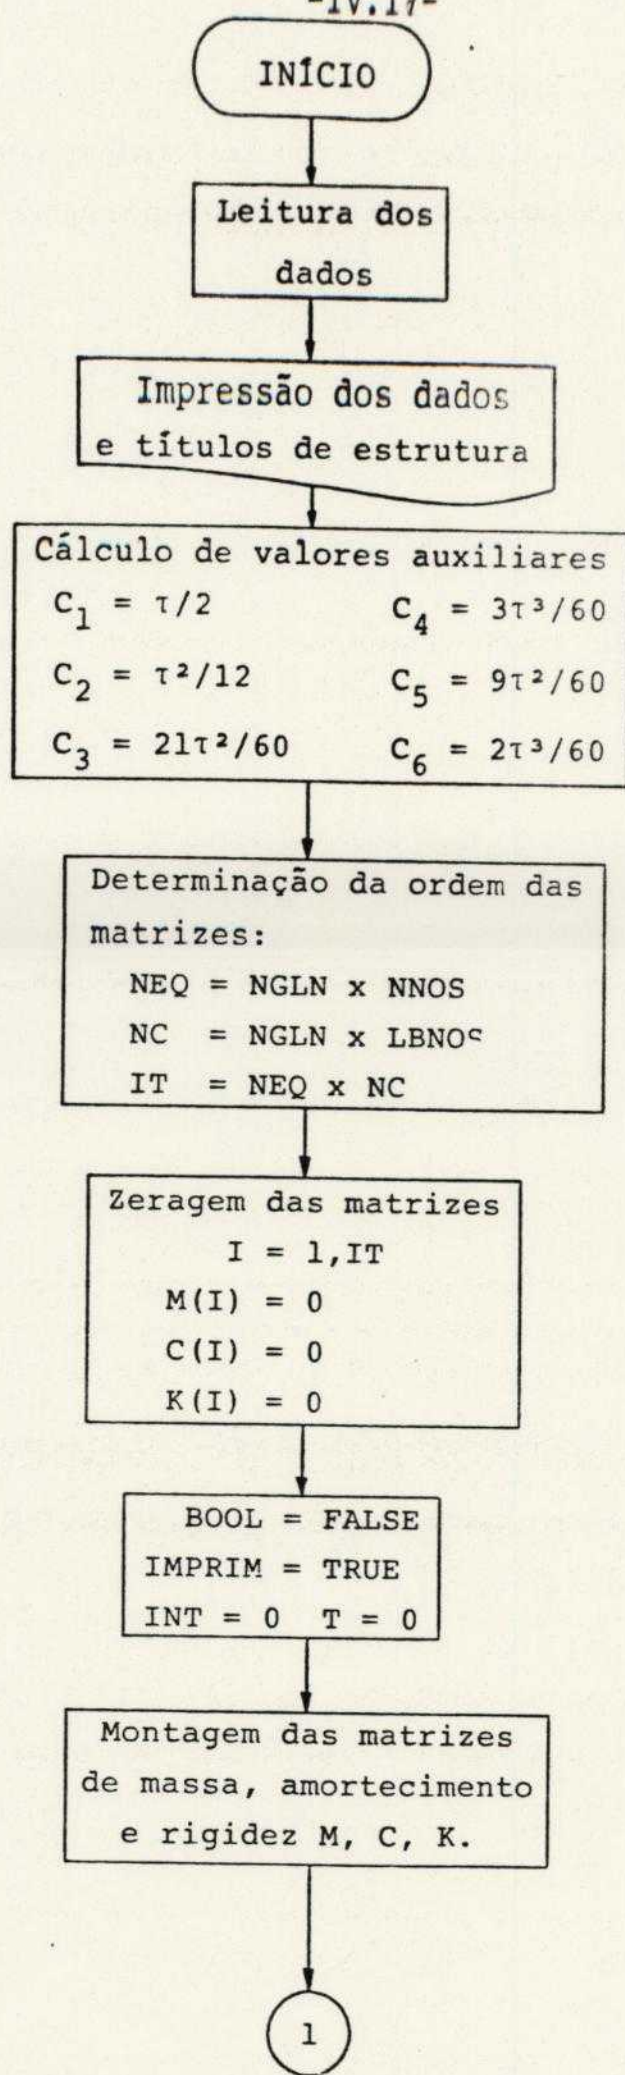 -IV.17-
INÍCIO
Leitura dos
dados
Impressão dos dados
e títulos de estrutura
Cálculo de valores auxiliares
C₁ = τ/2 C₄ = 3τ³/60
C₂ = τ²/12 C₅ = 9τ²/60
C₃ = 21τ²/60 C₆ = 2τ³/60
Determinação da ordem das
matrizes:
NEQ = NGLN x NNOS
NC = NGLN x LBNOˢ
IT = NEQ x NC
Zeragem das matrizes
I = 1,IT
M(I) = 0
C(I) = 0
K(I) = 0
BOOL = FALSE
IMPRIM = TRUE
INT = 0 T = 0
Montagem das matrizes
de massa, amortecimento
e rigidez M, C, K.
1